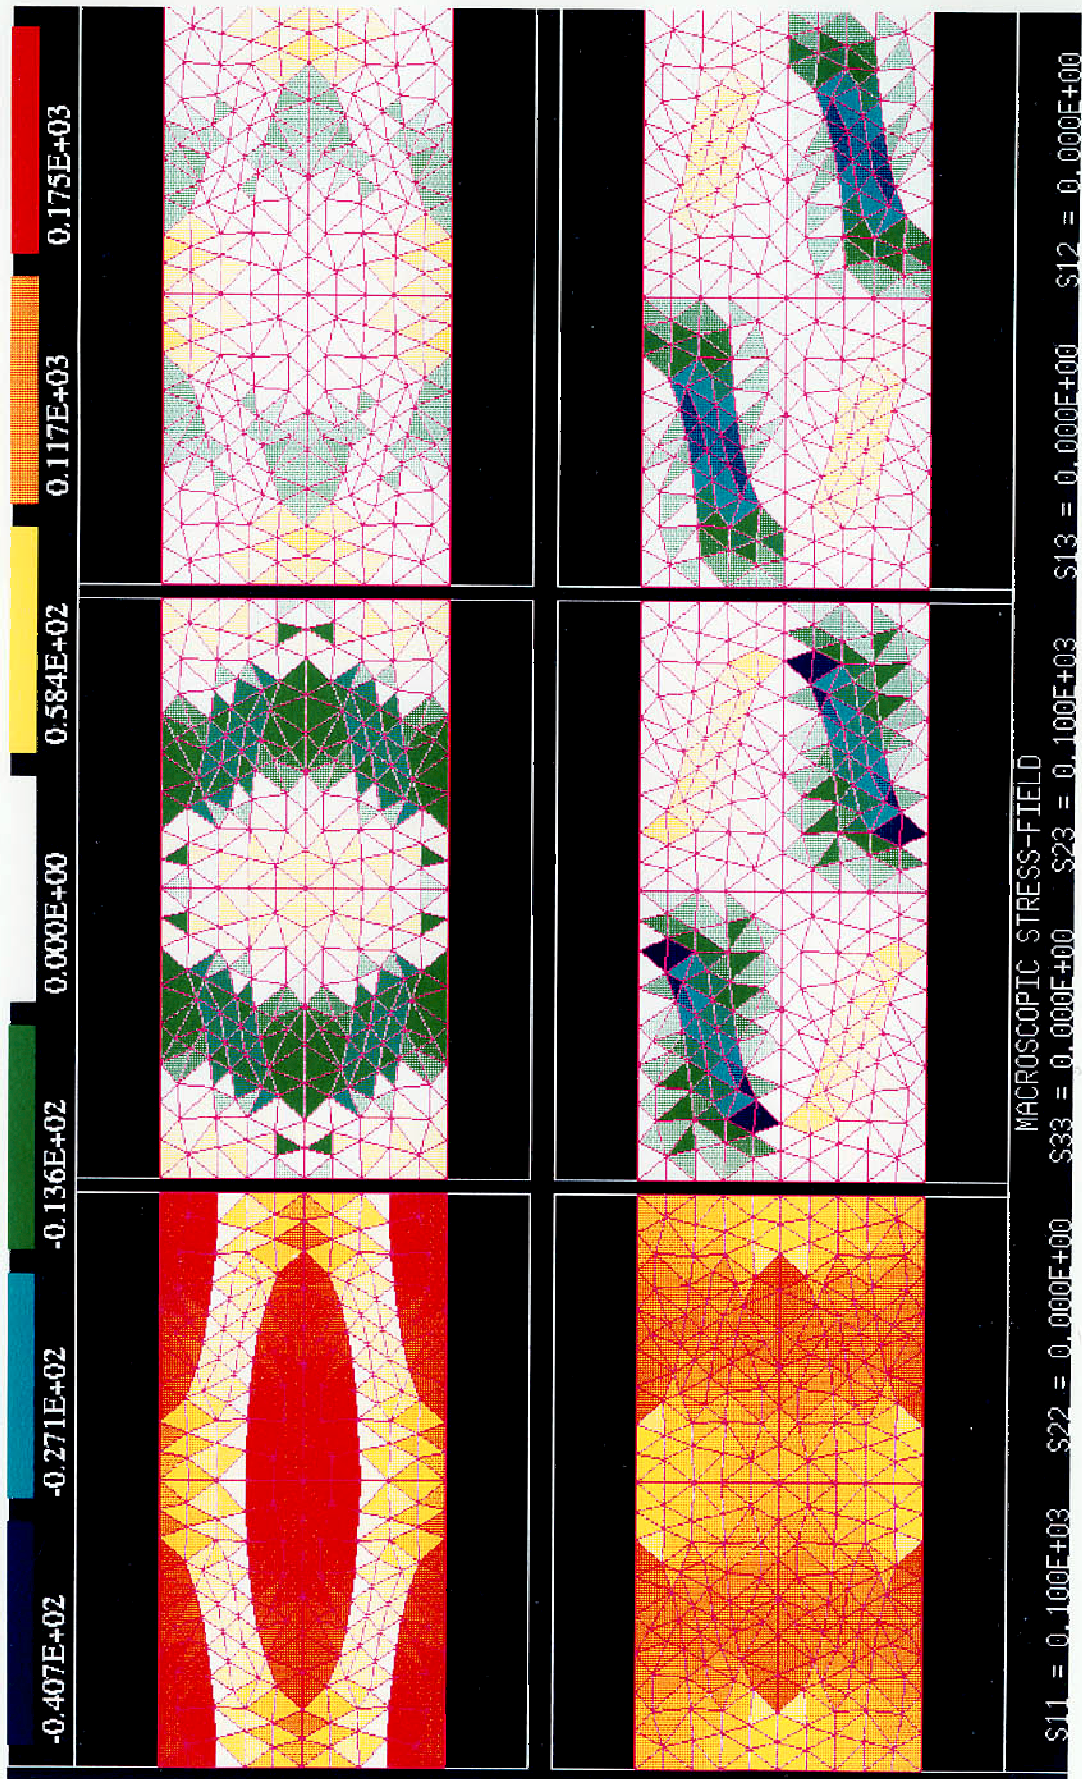 -0.407E+02 -0.271E+02 -0.136E+02 0.000E+00 0.584E+02 0.117E+03 0.175E+03
MACROSCOPIC STRESS-FIELD
S11 = 0.100E+03 S22 = 0.000E+00 S33 = 0.000E+00 S23 = 0.100E+03 S13 = 0.000E+00 S12 = 0.000E+00